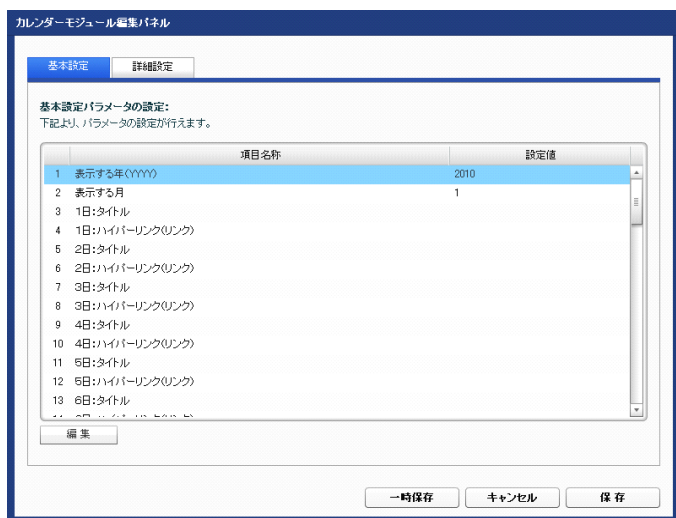 カレンダーモジュール編集パネル
基本設定 詳細設定
基本設定パラメータの設定:
下記より、パラメータの設定が行えます。
項目名称 設定値
1 表示する年(YYYY) 2010
2 表示する月 1
3 1日:タイトル
4 1日:ハイパーリンク(リンク)
5 2日:タイトル
6 2日:ハイパーリンク(リンク)
7 3日:タイトル
8 3日:ハイパーリンク(リンク)
9 4日:タイトル
10 4日:ハイパーリンク(リンク)
11 5日:タイトル
12 5日:ハイパーリンク(リンク)
13 6日:タイトル
編集
一時保存 キャンセル 保存